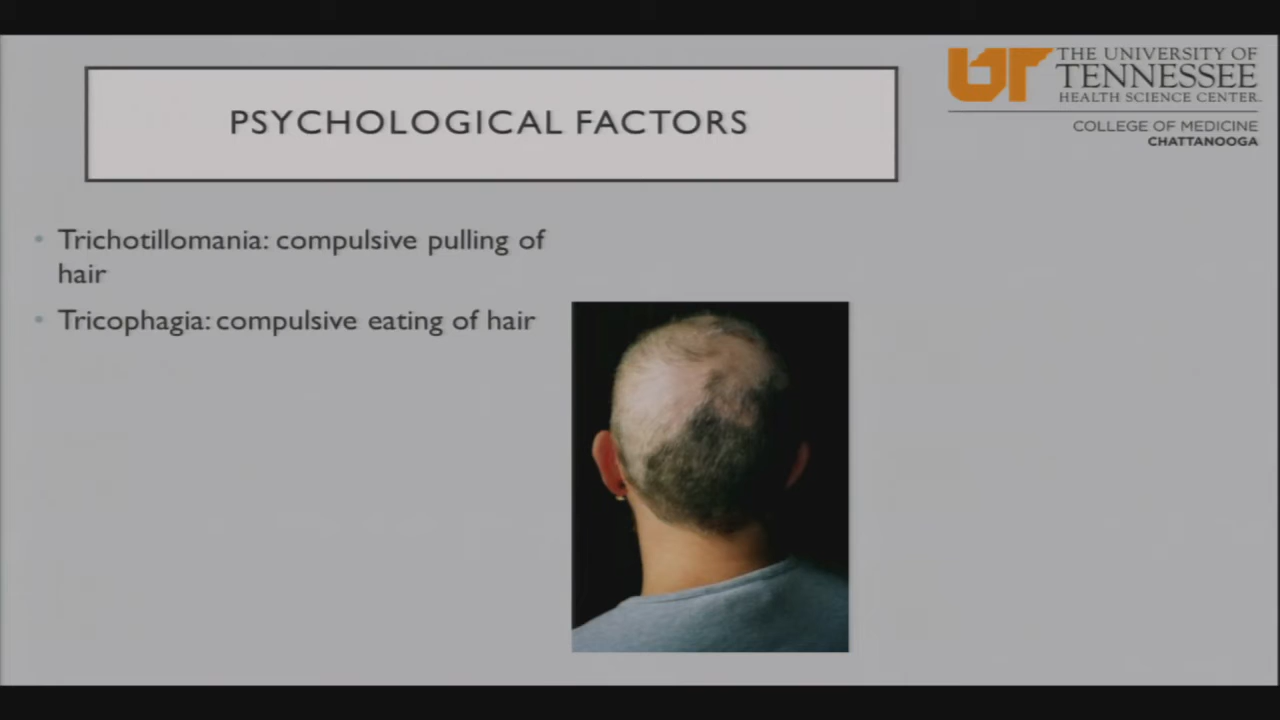 PSYCHOLOGICAL FACTORS
UT THE UNIVERSITY OF
TENNESSEE
HEALTH SCIENCE CENTER.
COLLEGE OF MEDICINE
CHATTANOOGA
• Trichotillomania: compulsive pulling of
hair
• Tricophagia: compulsive eating of hair